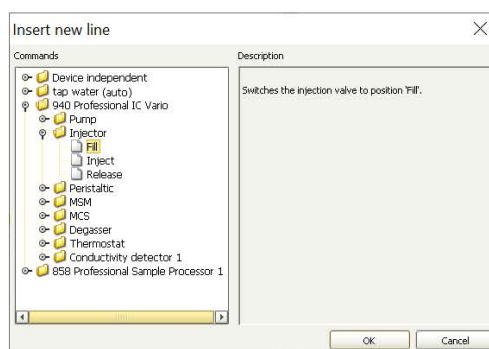 Insert new line
Commands
Description
Device independent
tap water (auto)
940 Professional IC Vario
Pump
Injector
Fill
Inject
Release
Peristaltic
MSM
MCS
Degasser
Thermostat
Conductivity detector 1
858 Professional Sample Processor 1
Switches the injection valve to position 'Fill'.
OK
Cancel